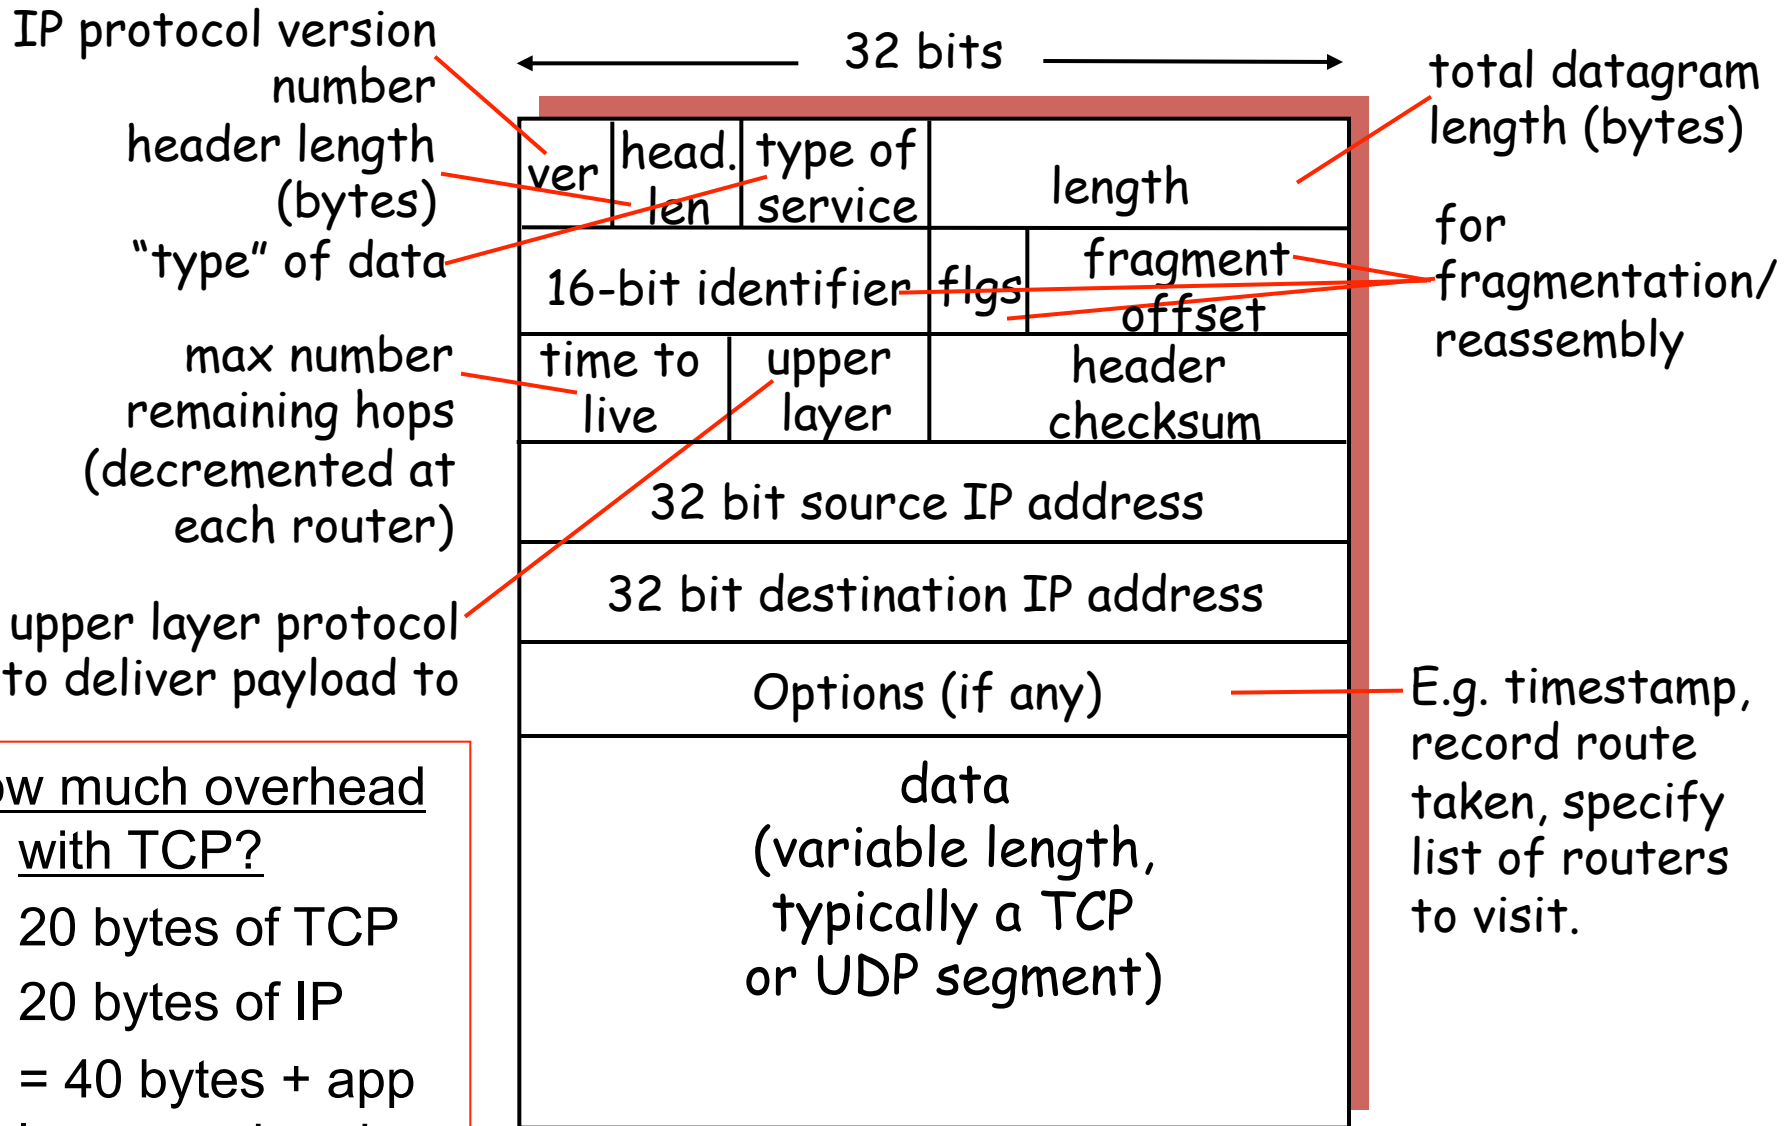 IP protocol version
number
header length
(bytes)
"type" of data
max number
remaining hops
(decremented at
each router)
upper layer protocol
to deliver payload to
32 bits
ver
head.
len
type of
service
length
16-bit identifier
flgs
fragment
offset
time to
live
upper
layer
header
checksum
32 bit source IP address
32 bit destination IP address
Options (if any)
data
(variable length,
typically a TCP
or UDP segment)
total datagram
length (bytes)
for
fragmentation/
reassembly
E.g. timestamp,
record route
taken, specify
list of routers
to visit.
much overhead
with TCP?
20 bytes of TCP
20 bytes of IP
= 40 bytes + app